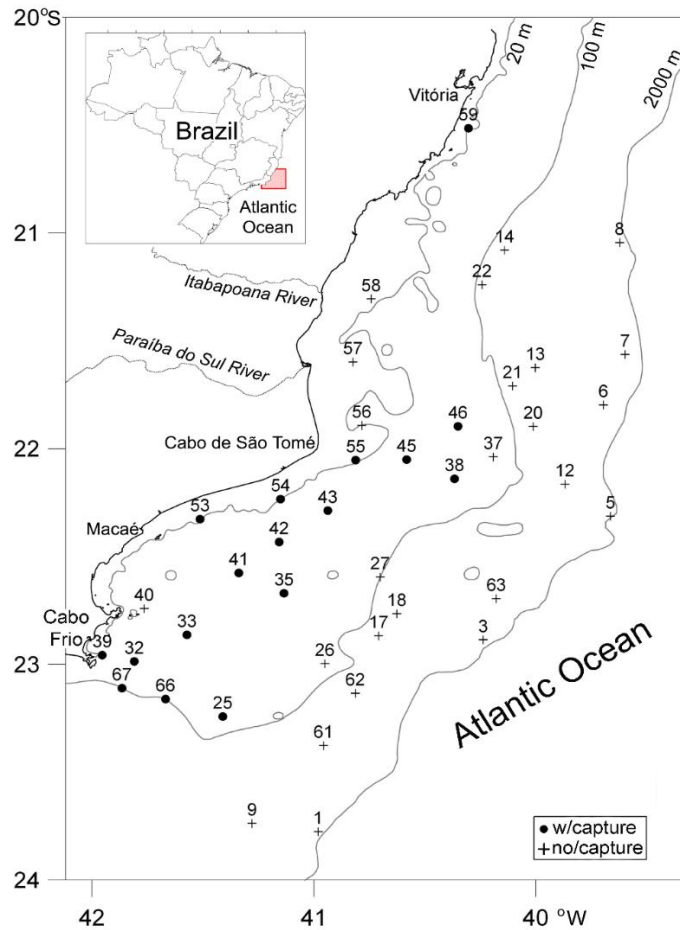 20°S
21
22
23
24
42
41
40
°W
Brazil
Atlantic
Ocean
Vitória
20 m
100 m
2000 m
59
8
14
22
58
Itabapoana River
7
57
13
Paraíba do Sul River
21
6
56
46
20
Cabo de São Tomé
55
45
37
38
12
54
43
5
53
Macaé
42
41
35
27
63
40
18
Cabo
Frio
33
17
3
39
32
26
67
66
25
62
61
9
1
Atlantic Ocean
w/capture
no/capture